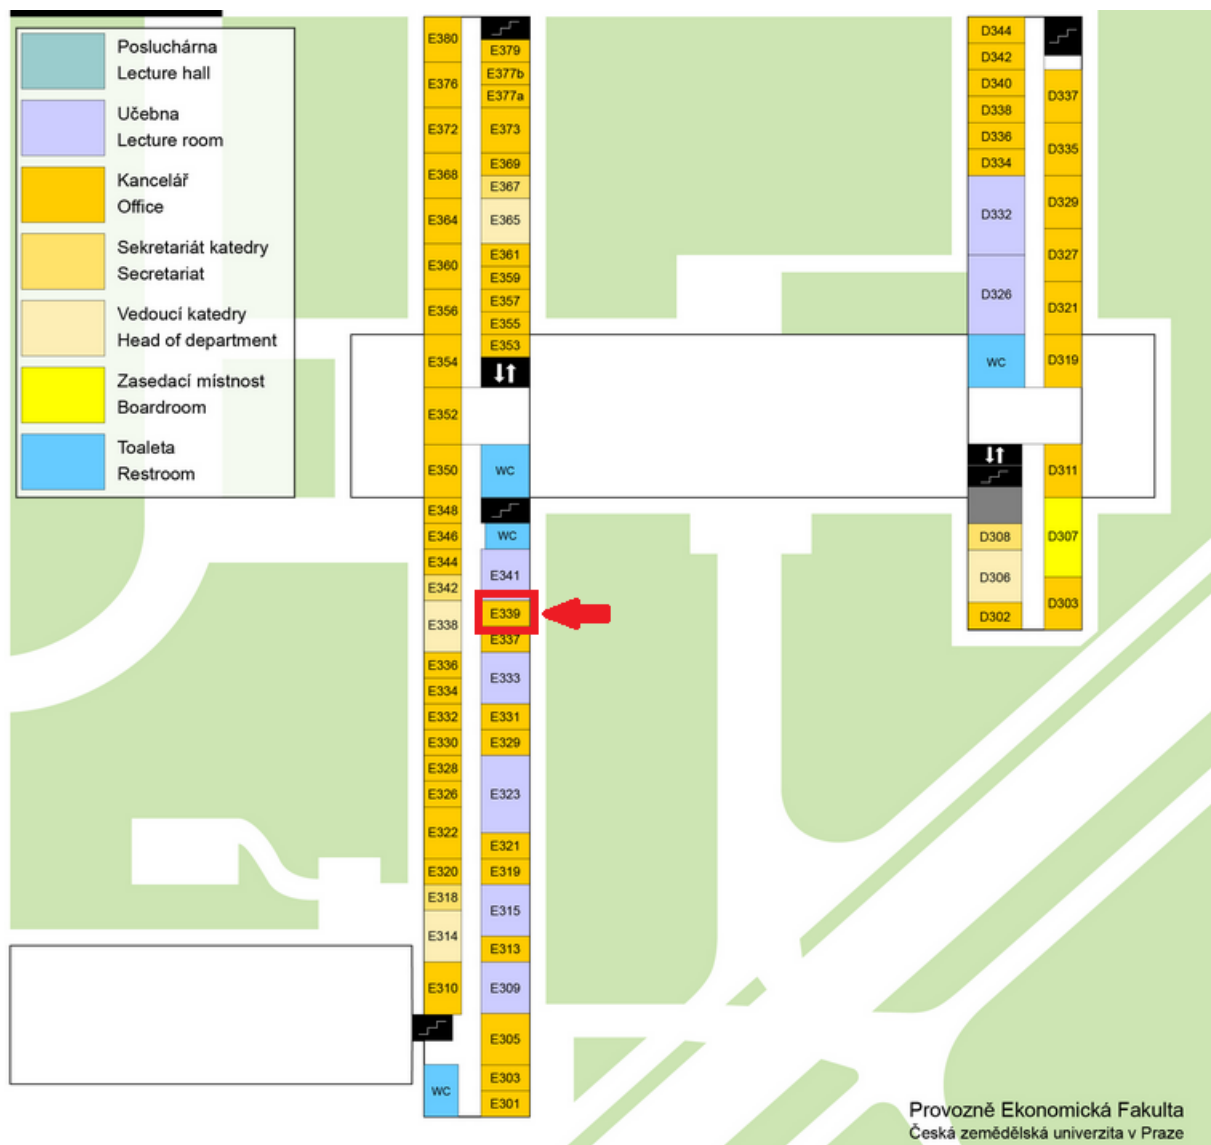 Posluchárna
Lecture hall
Učebna
Lecture room
Kancelář
Office
Sekretariát katedry
Secretariat
Vedoucí katedry
Head of department
Zasedací místnost
Boardroom
Toaleta
Restroom
E380
E376
E372
E368
E364
E360
E356
E354
E352
E350
E348
E346
E344
E342
E338
E336
E334
E332
E330
E328
E326
E322
E320
E318
E314
E310
WC
E379
E377b
E377a
E373
E369
E367
E365
E361
E359
E357
E355
E353
WC
WC
E341
E339
E337
E333
E331
E329
E323
E321
E319
E315
E313
E309
E305
E303
E301
D344
D342
D340
D338
D336
D334
D332
D326
WC
D308
D306
D302
D337
D335
D329
D327
D321
D319
D311
D307
D303
Provozně Ekonomická Fakulta
Česká zemědělská univerzita v Praze